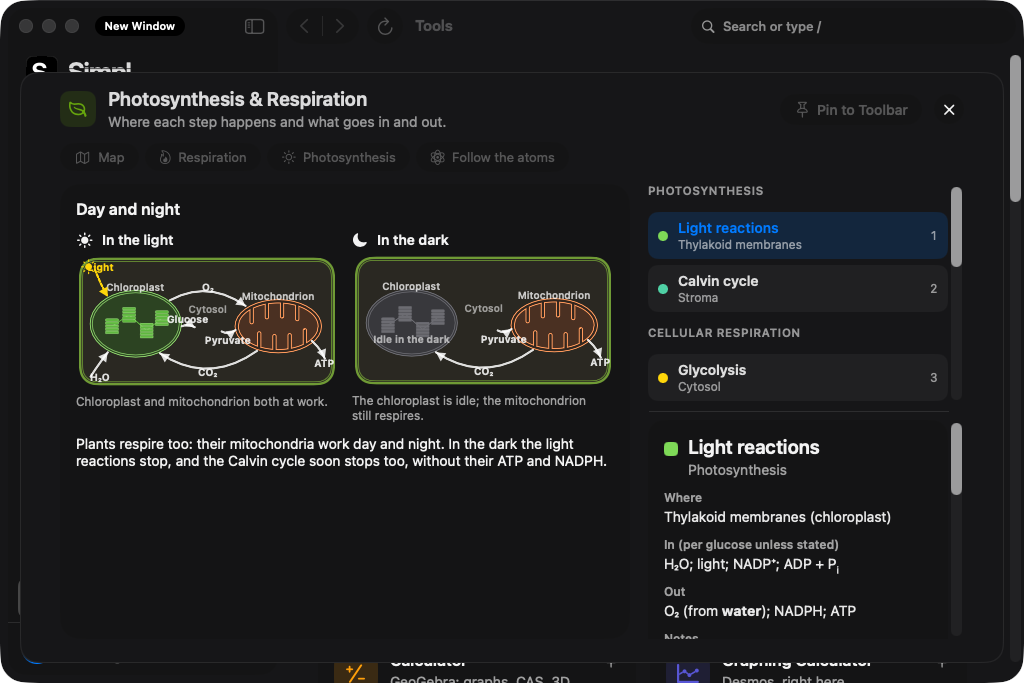 New Window
Tools
Search or type /
Simpl
Photosynthesis & Respiration
Where each step happens and what goes in and out.
Pin to Toolbar
Map
Respiration
Photosynthesis
Follow the atoms
Day and night
In the light
In the dark
Light
Chloroplast
O₂
Mitochondrion
Cytosol
Glucose
Pyruvate
ATP
H₂O
CO₂
Chloroplast
Mitochondrion
Cytosol
Idle in the dark
Pyruvate
ATP
CO₂
Chloroplast and mitochondrion both at work.
The chloroplast is idle; the mitochondrion
still respires.
Plants respire too: their mitochondria work day and night. In the dark the light
reactions stop, and the Calvin cycle soon stops too, without their ATP and NADPH.
PHOTOSYNTHESIS
Light reactions
Thylakoid membranes
1
Calvin cycle
Stroma
2
CELLULAR RESPIRATION
Glycolysis
Cytosol
3
Light reactions
Photosynthesis
Where
Thylakoid membranes (chloroplast)
In (per glucose unless stated)
H₂O; light; NADP⁺; ADP + Pᵢ
Out
O₂ (from water); NADPH; ATP
Notes
Calculator
GeoGebra: graphs, CAS, 3D
Graphing Calculator
Desmos, right here